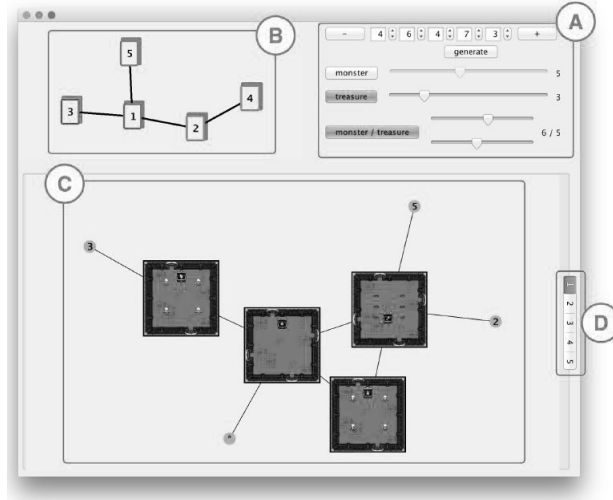 A
- 4 6 4 7 3 +
generate
monster 5
treasure 3
monster / treasure 6 / 5
B
5
3 1 2 4
C
3 5 2 *
D
1
2
3
4
5